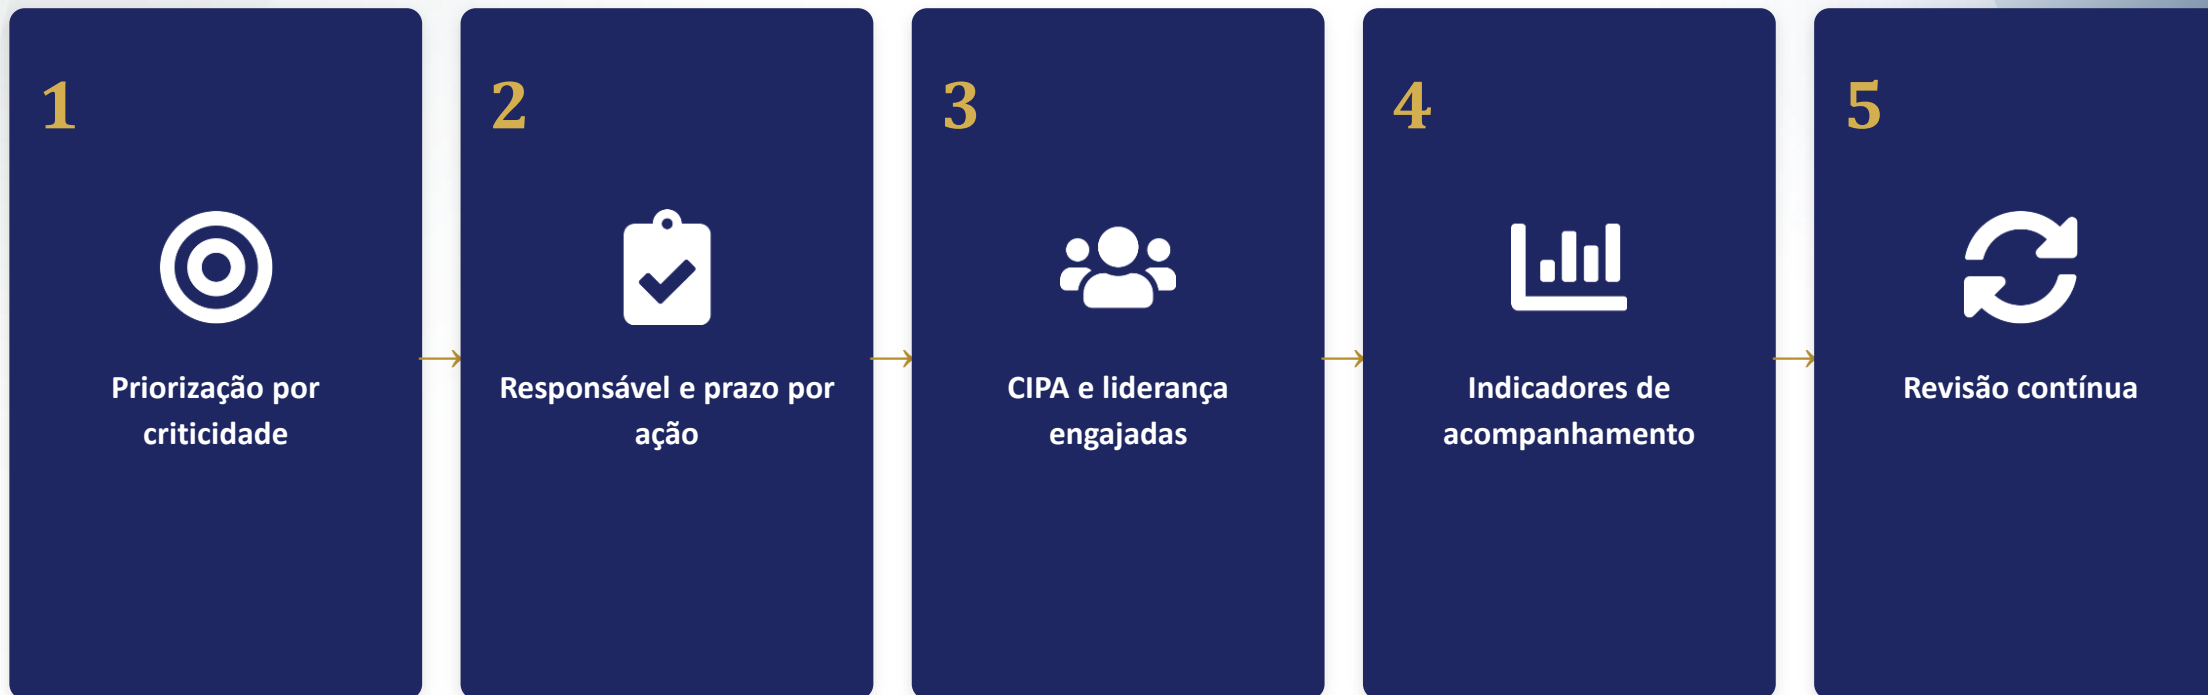 1
Priorização por
criticidade
2
Responsável e prazo por
ação
3
CIPA e liderança
engajadas
4
Indicadores de
acompanhamento
5
Revisão contínua